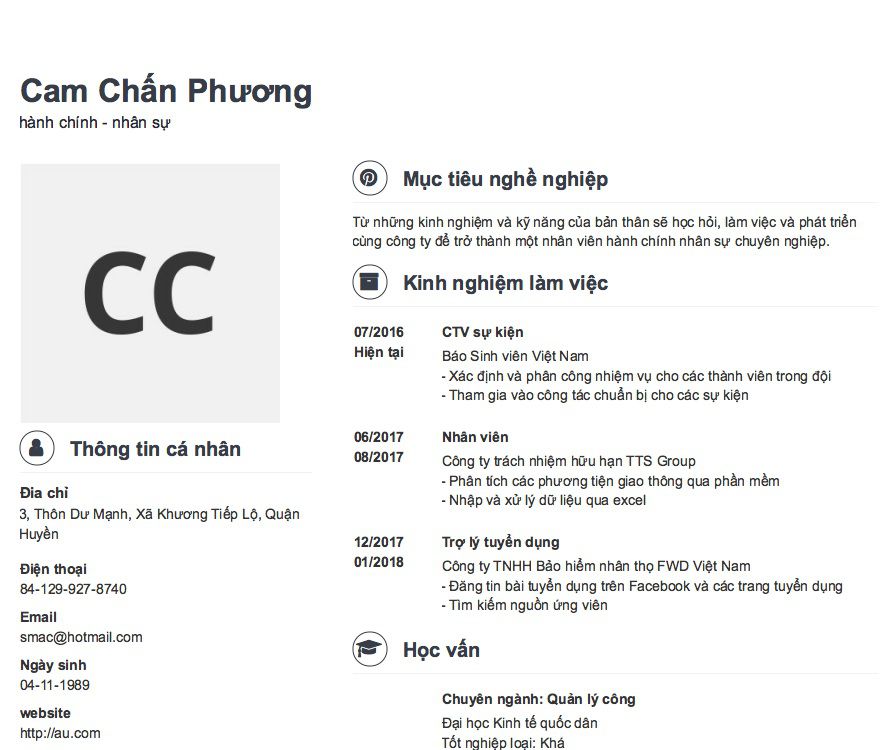 Cam Chấn Phương
hành chính - nhân sự
CC
Thông tin cá nhân
Đia chỉ
3, Thôn Dư Mạnh, Xã Khương Tiếp Lộ, Quận
Huyền
Điện thoại
84-129-927-8740
Email
smac@hotmail.com
Ngày sinh
04-11-1989
website
http://au.com
Mục tiêu nghề nghiệp
Từ những kinh nghiệm và kỹ năng của bản thân sẽ học hỏi, làm việc và phát triển
cùng công ty để trở thành một nhân viên hành chính nhân sự chuyên nghiệp.
Kinh nghiệm làm việc
07/2016
Hiện tại
CTV sự kiện
Báo Sinh viên Việt Nam
- Xác định và phân công nhiệm vụ cho các thành viên trong đội
- Tham gia vào công tác chuẩn bị cho các sự kiện
06/2017
08/2017
Nhân viên
Công ty trách nhiệm hữu hạn TTS Group
- Phân tích các phương tiện giao thông qua phần mềm
- Nhập và xử lý dữ liệu qua excel
12/2017
01/2018
Trợ lý tuyển dụng
Công ty TNHH Bảo hiểm nhân thọ FWD Việt Nam
- Đăng tin bài tuyển dụng trên Facebook và các trang tuyển dụng
- Tìm kiếm nguồn ứng viên
Học vấn
Chuyên ngành: Quản lý công
Đại học Kinh tế quốc dân
Tốt nghiệp loại: Khá